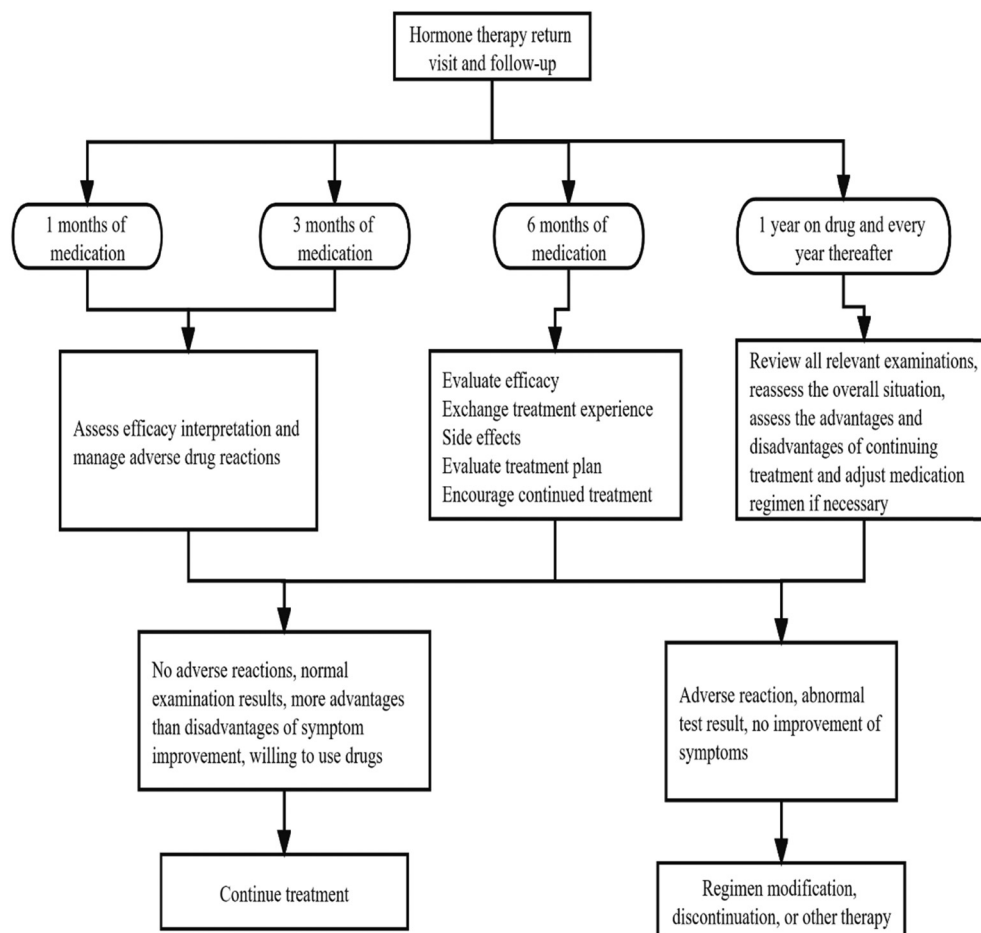 Hormone therapy return
visit and follow-up
1 months of
medication
3 months of
medication
6 months of
medication
1 year on drug and every
year thereafter
Assess efficacy interpretation and
manage adverse drug reactions
Evaluate efficacy
Exchange treatment experience
Side effects
Evaluate treatment plan
Encourage continued treatment
Review all relevant examinations,
reassess the overall situation,
assess the advantages and
disadvantages of continuing
treatment and adjust medication
regimen if necessary
No adverse reactions, normal
examination results, more advantages
than disadvantages of symptom
improvement, willing to use drugs
Adverse reaction, abnormal
test result, no improvement of
symptoms
Continue treatment
Regimen modification,
discontinuation, or other therapy